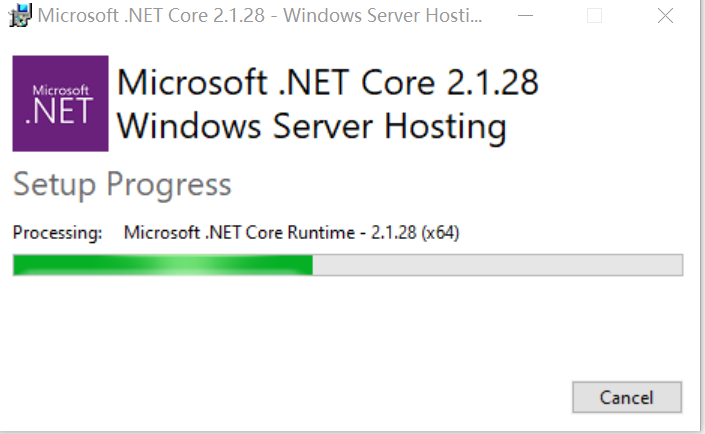 Microsoft .NET Core 2.1.28 - Windows Server Hosti...
Microsoft
.NET
Microsoft .NET Core 2.1.28
Windows Server Hosting
Setup Progress
Processing: Microsoft .NET Core Runtime - 2.1.28 (x64)
Cancel